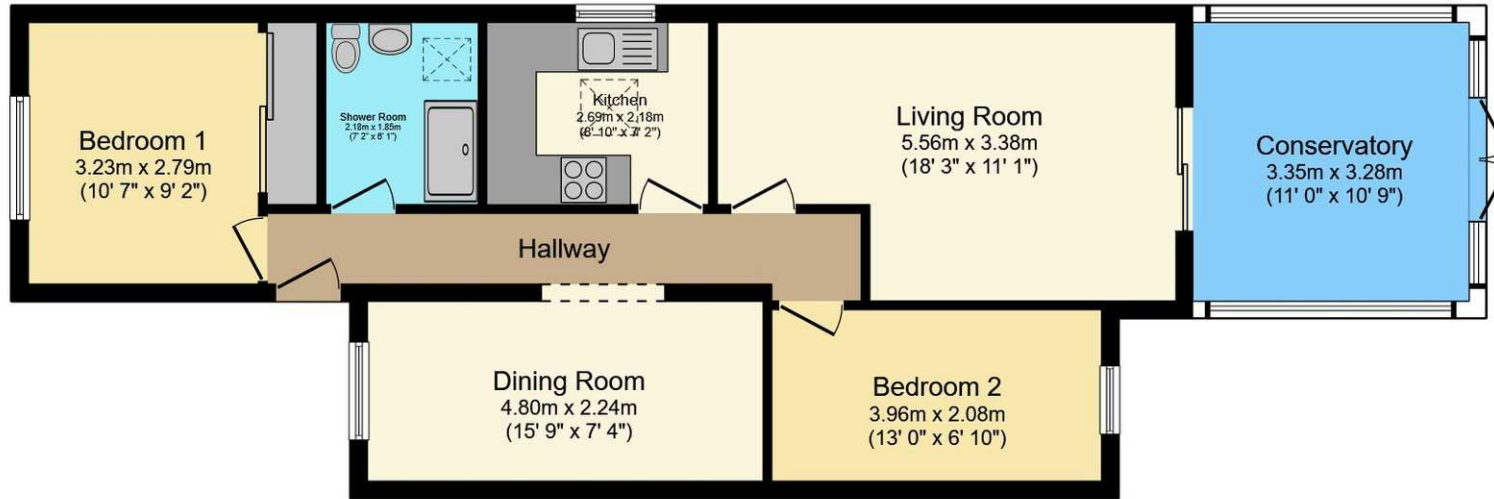 Bedroom 1
3.23m x 2.79m
(10' 7" x 9' 2")
Shower Room
2.18m x 1.85m
(7' 2" x 6' 1")
Kitchen
2.69m x 2.18m
(8' 10" x 7' 2")
Living Room
5.56m x 3.38m
(18' 3" x 11' 1")
Conservatory
3.35m x 3.28m
(11' 0" x 10' 9")
Hallway
Dining Room
4.80m x 2.24m
(15' 9" x 7' 4")
Bedroom 2
3.96m x 2.08m
(13' 0" x 6' 10")